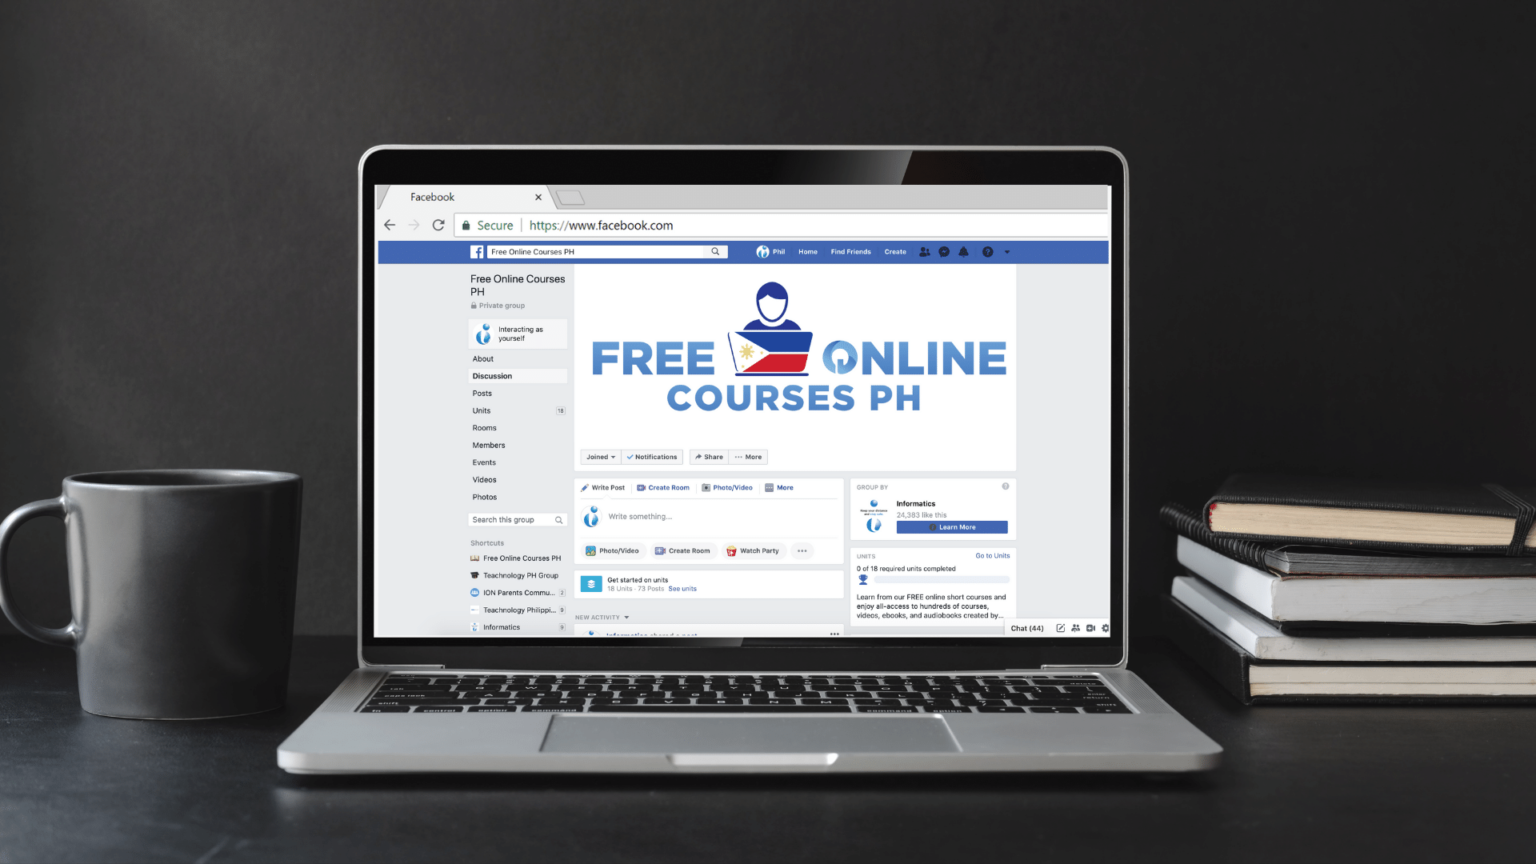 Facebook
Secure | https://www.facebook.com
Free Online Courses PH
Phil Home Find Friends Create
Free Online Courses
PH
Private group
Interacting as
yourself
About
Discussion
Posts
Units 18
Rooms
Members
Events
Videos
Photos
Search this group
Shortcuts
Free Online Courses PH
Teachnology PH Group
ION Parents Commu... 2
Teachology Philippi... 5
Informatics 9
FREE ONLINE
COURSES PH
Joined Notifications Share ··· More
Write Post Create Room Photo/Video More
Write something...
Photo/Video Create Room Watch Party ···
Get started on units
18 Units · 73 Posts See units
NEW ACTIVITY
GROUP BY
Informatics
24,383 like this
Learn More
UNITS Go to Units
0 of 18 required units completed
Learn from our FREE online short courses and
enjoy all-access to hundreds of courses,
videos, ebooks, and audiobooks created by...
Chat (44)